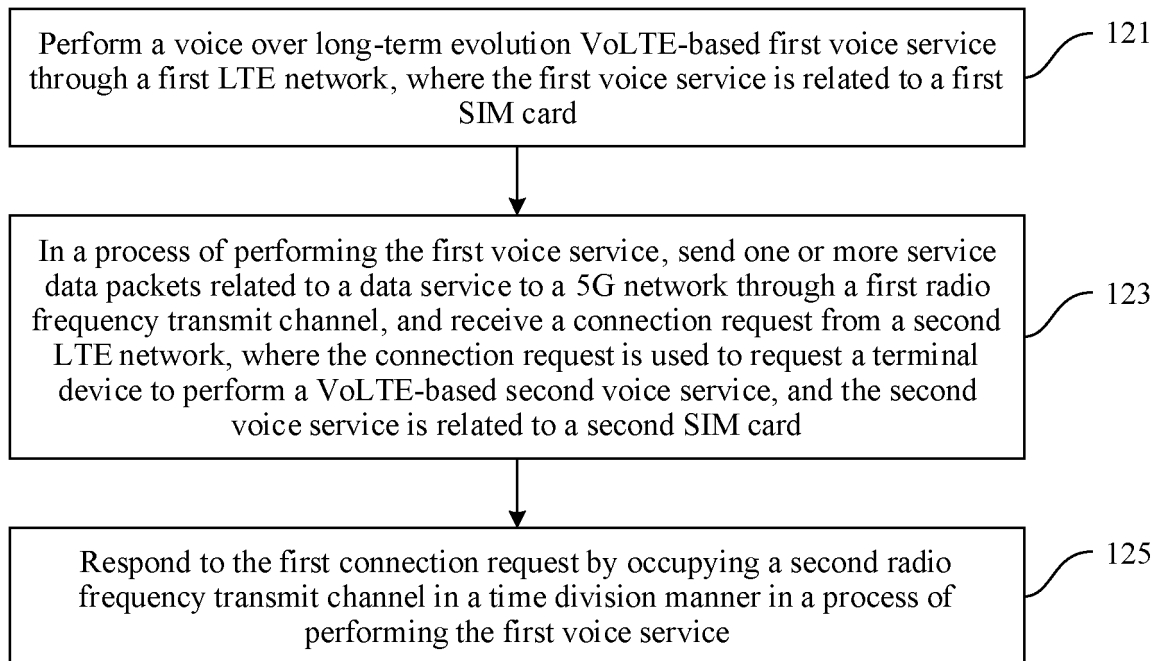 Perform a voice over long-term evolution VoLTE-based first voice service
through a first LTE network, where the first voice service is related to a first
SIM card
121
In a process of performing the first voice service, send one or more service
data packets related to a data service to a 5G network through a first radio
frequency transmit channel, and receive a connection request from a second
LTE network, where the connection request is used to request a terminal
device to perform a VoLTE-based second voice service, and the second
voice service is related to a second SIM card
123
Respond to the first connection request by occupying a second radio
frequency transmit channel in a time division manner in a process of
performing the first voice service
125